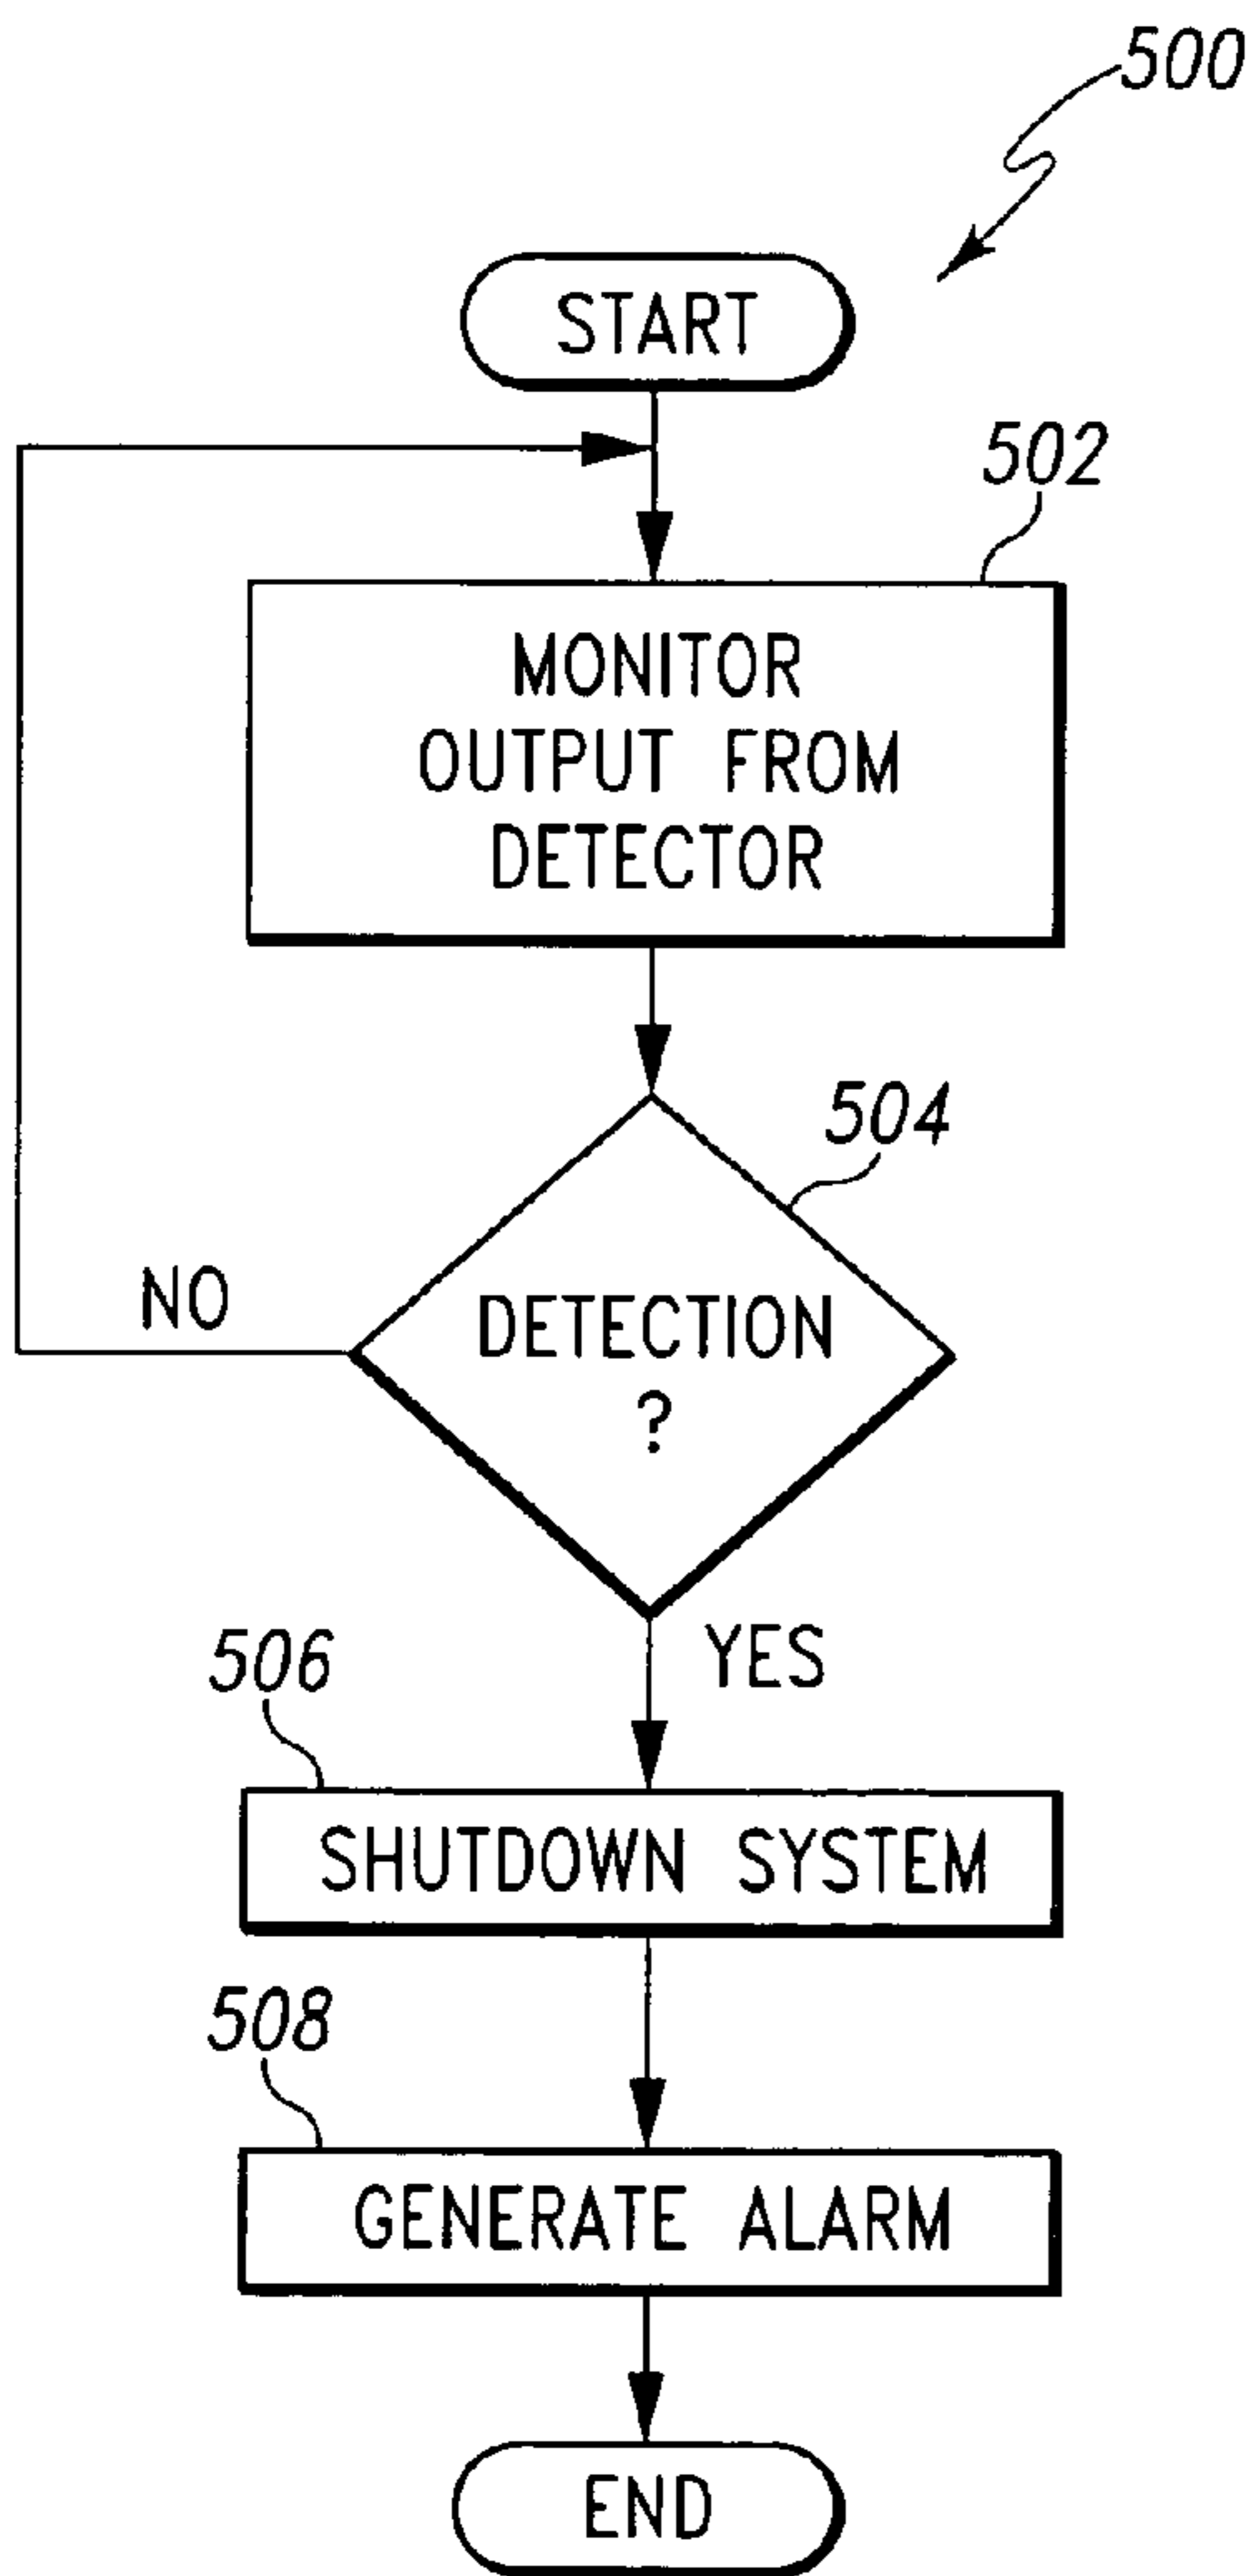 500
START
502
MONITOR
OUTPUT FROM
DETECTOR
504
NO
DETECTION
?
YES
506
SHUTDOWN SYSTEM
508
GENERATE ALARM
END